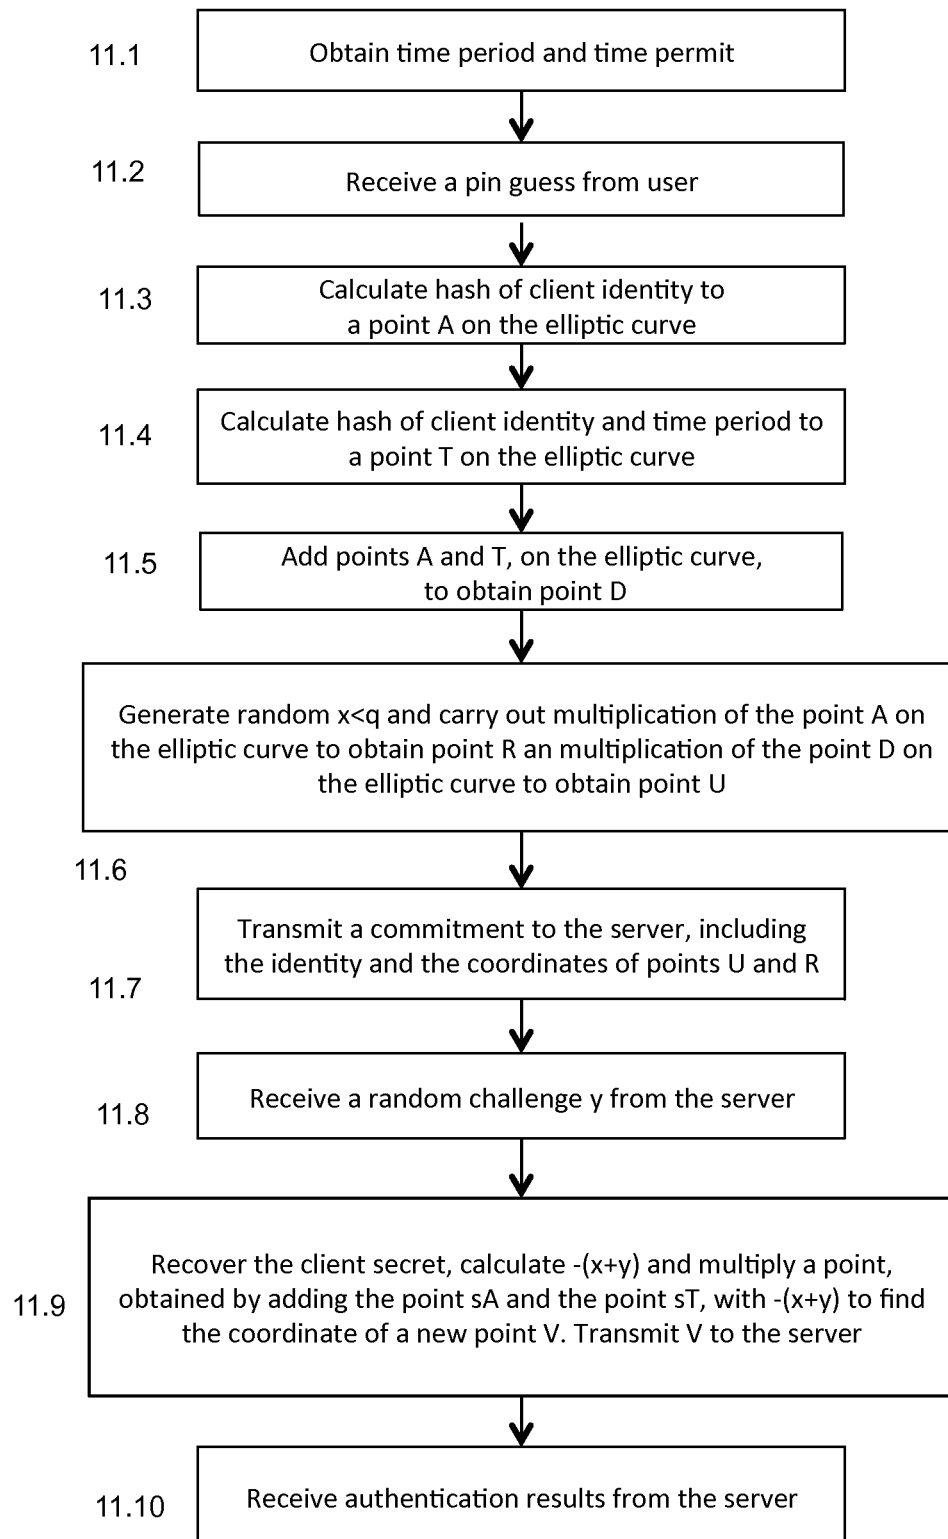 11.1
Obtain time period and time permit
11.2
Receive a pin guess from user
11.3
Calculate hash of client identity to
a point A on the elliptic curve
11.4
Calculate hash of client identity and time period to
a point T on the elliptic curve
11.5
Add points A and T, on the elliptic curve,
to obtain point D
Generate random x<q and carry out multiplication of the point A on
the elliptic curve to obtain point R an multiplication of the point D on
the elliptic curve to obtain point U
11.6
Transmit a commitment to the server, including
the identity and the coordinates of points U and R
11.7
Receive a random challenge y from the server
11.8
Recover the client secret, calculate -(x+y) and multiply a point,
obtained by adding the point sA and the point sT, with -(x+y) to find
the coordinate of a new point V. Transmit V to the server
11.9
Receive authentication results from the server
11.10